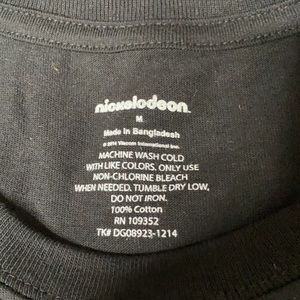 nickelodeon
M
Made in Bangladesh
© 2014 Viacom International Inc.
MACHINE WASH COLD
WITH LIKE COLORS. ONLY USE
NON-CHLORINE BLEACH
WHEN NEEDED. TUMBLE DRY LOW,
DO NOT IRON.
100% Cotton
RN 109352
TK# DG08923-1214